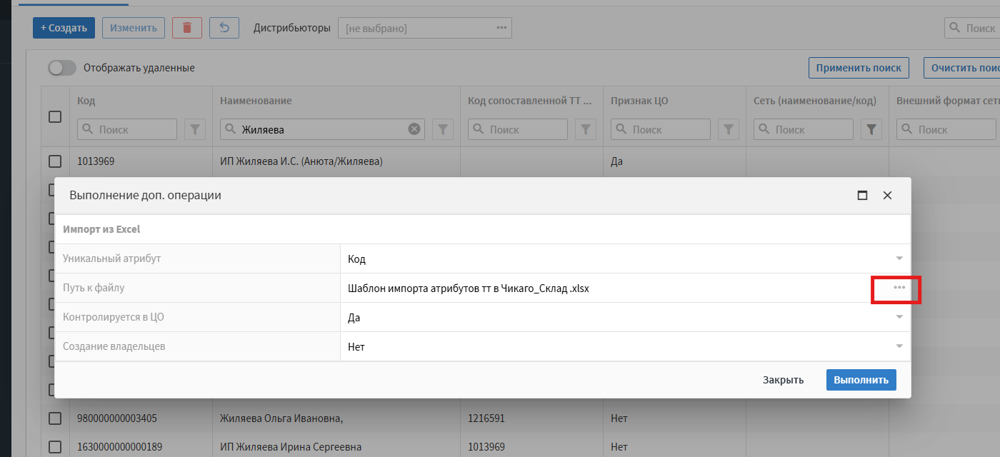 + Создать Изменить Дистрибьюторы [не выбрано] Поиск
Отображать удаленные Применить поиск Очистить поис
Код Наименование Код сопоставленной ТТ ... Признак ЦО Сеть (наименование/код) Внешний формат сети
Поиск Жиляева Поиск Поиск Поиск Поиск
1013969 ИП Жиляева И.С. (Анюта/Жиляева) Да
Выполнение доп. операции
Импорт из Excel
Уникальный атрибут Код
Путь к файлу Шаблон импорта атрибутов тт в Чикаго_Склад .xlsx
Контролируется в ЦО Да
Создание владельцев Нет
Закрыть Выполнить
980000000003405 Жиляева Ольга Ивановна, 1216591 Нет
1630000000000189 ИП Жиляева Ирина Сергеевна 1013969 Нет